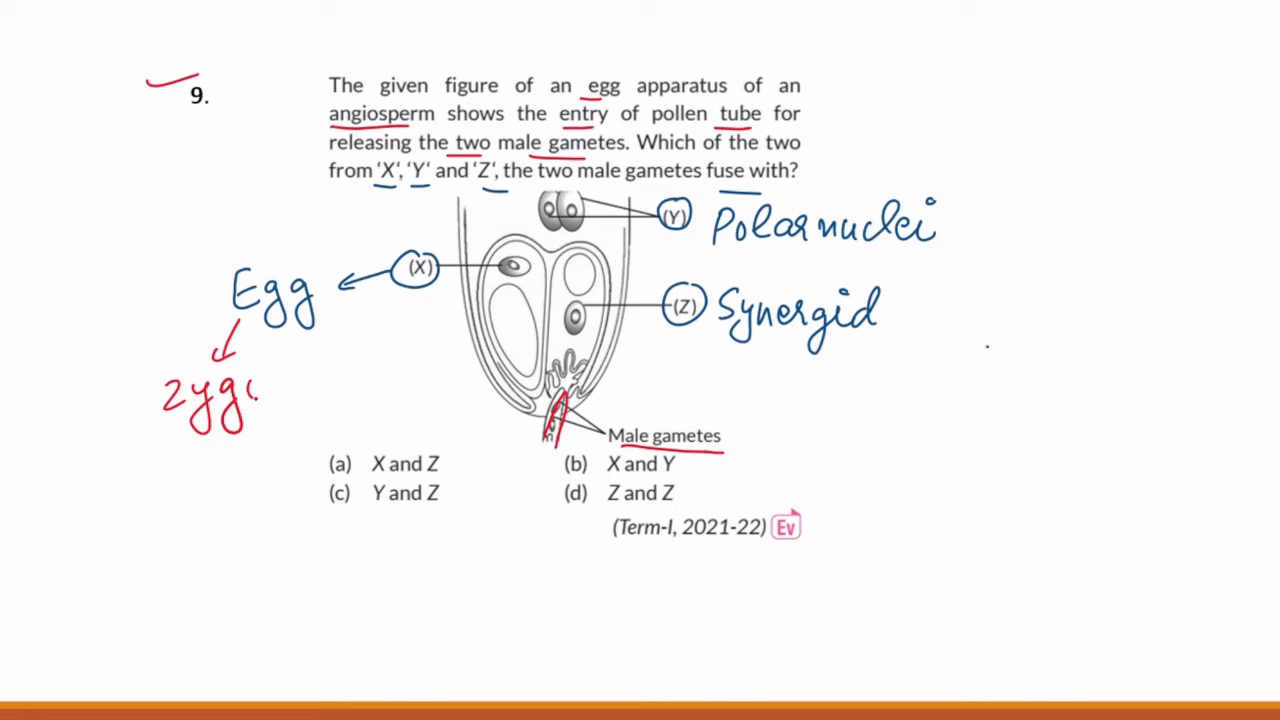 9.
The given figure of an egg apparatus of an
angiosperm shows the entry of pollen tube for
releasing the two male gametes. Which of the two
from 'X', 'Y' and 'Z', the two male gametes fuse with?
(Y) Polar nuclei
Egg (X)
(Z) Synergid
Male gametes
(a) X and Z (b) X and Y
(c) Y and Z (d) Z and Z
(Term-I, 2021-22) Ev